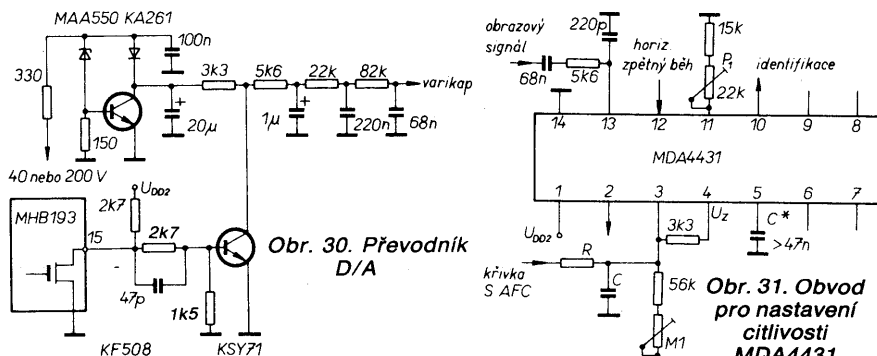 MAA550 KA261
100n
330
3k3
5k6
22k
82k
varikap
150
20µ
1µ
220n
68n
40 nebo 200 V
U_DD2
2k7
MHB193
15
2k7
47p
1k5
KF508
KSY71
Obr. 30. Převodník
D/A
obrazový
signál
220p
68n
5k6
horiz.
zpětný běh
15k
P₁
22k
identifikace
14
13
12
11
10
9
8
MDA4431
1
2
3
4
5
6
7
U_DD2
U_Z
3k3
C*
>47n
křivka
S AFC
R
C
56k
M1
Obr. 31. Obvod
pro nastavení
citlivosti
MDA4431